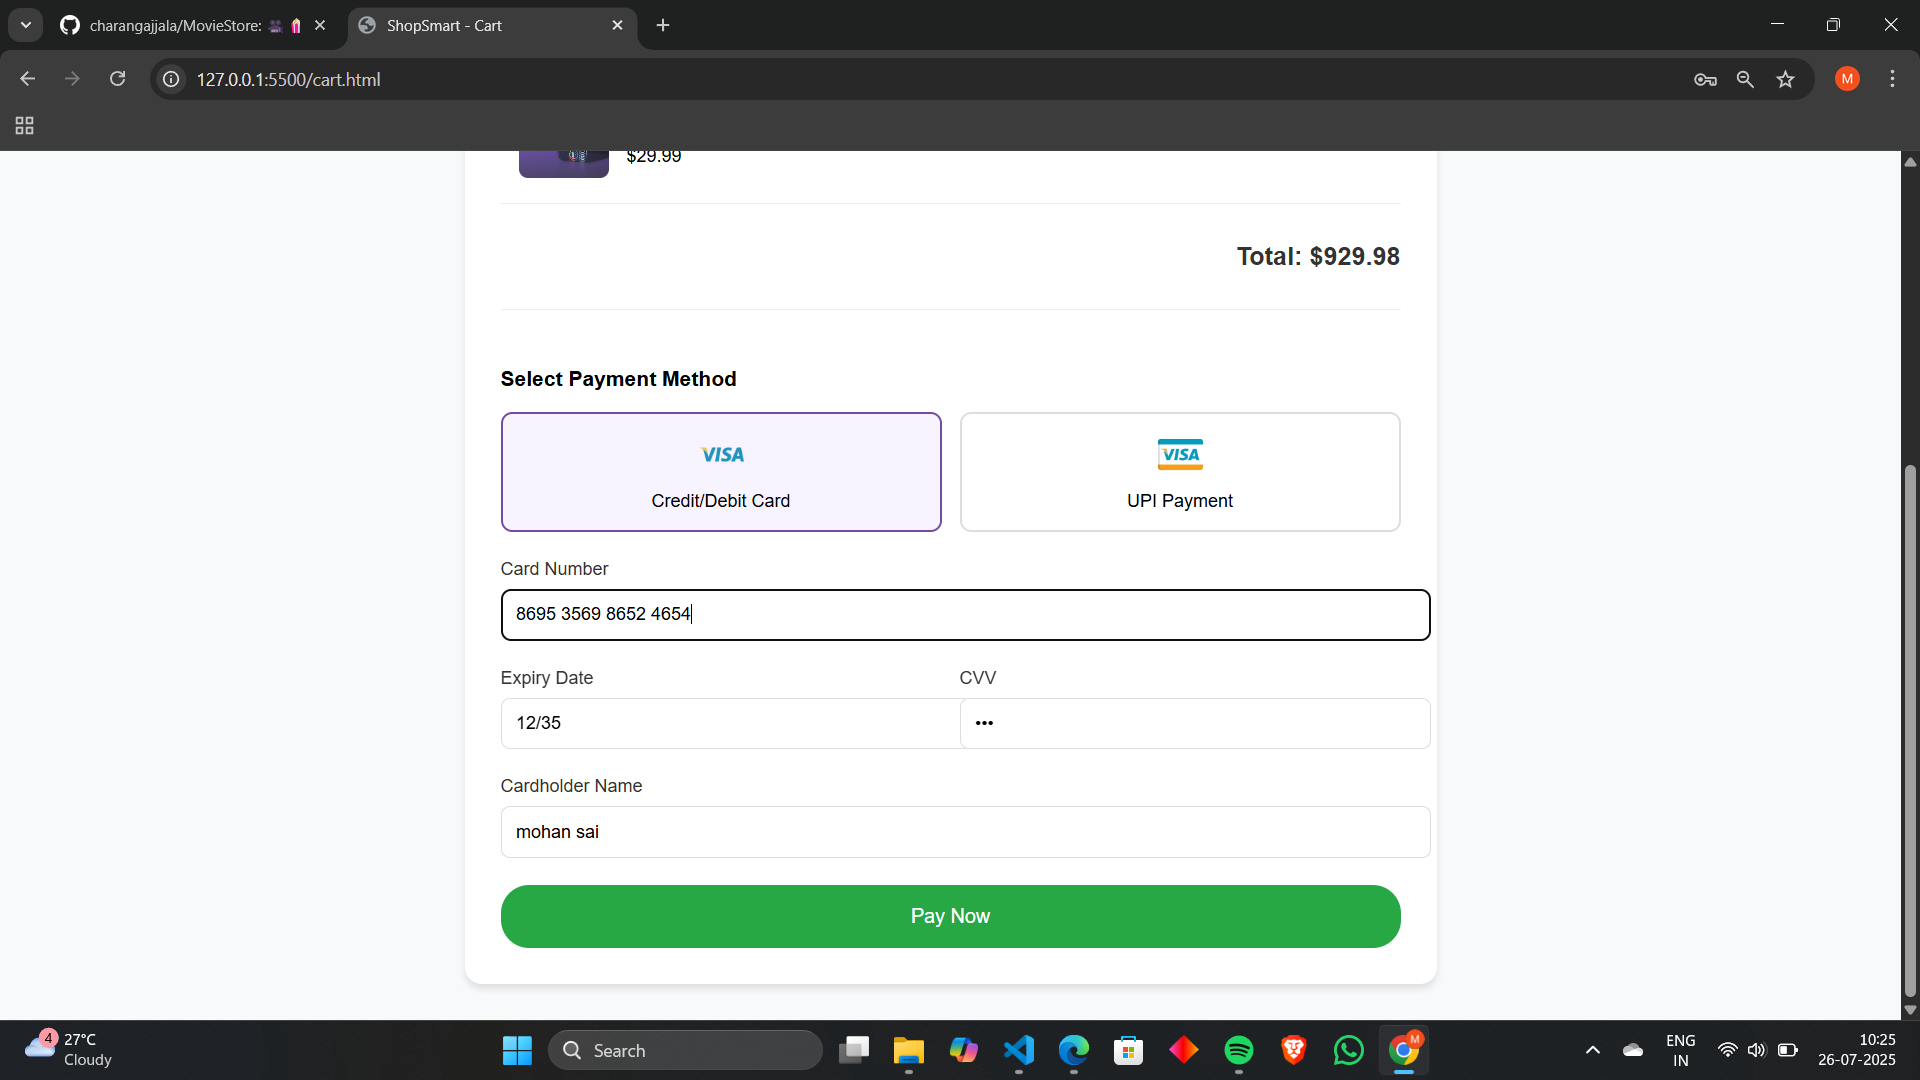 charangajjala/MovieStore:
ShopSmart - Cart
127.0.0.1:5500/cart.html
M
$29.99
Total: $929.98
Select Payment Method
VISA
Credit/Debit Card
VISA
UPI Payment
Card Number
8695 3569 8652 4654
Expiry Date
CVV
12/35
•••
Cardholder Name
mohan sai
Pay Now
4
27°C
Cloudy
Search
M
ENG
IN
10:25
26-07-2025